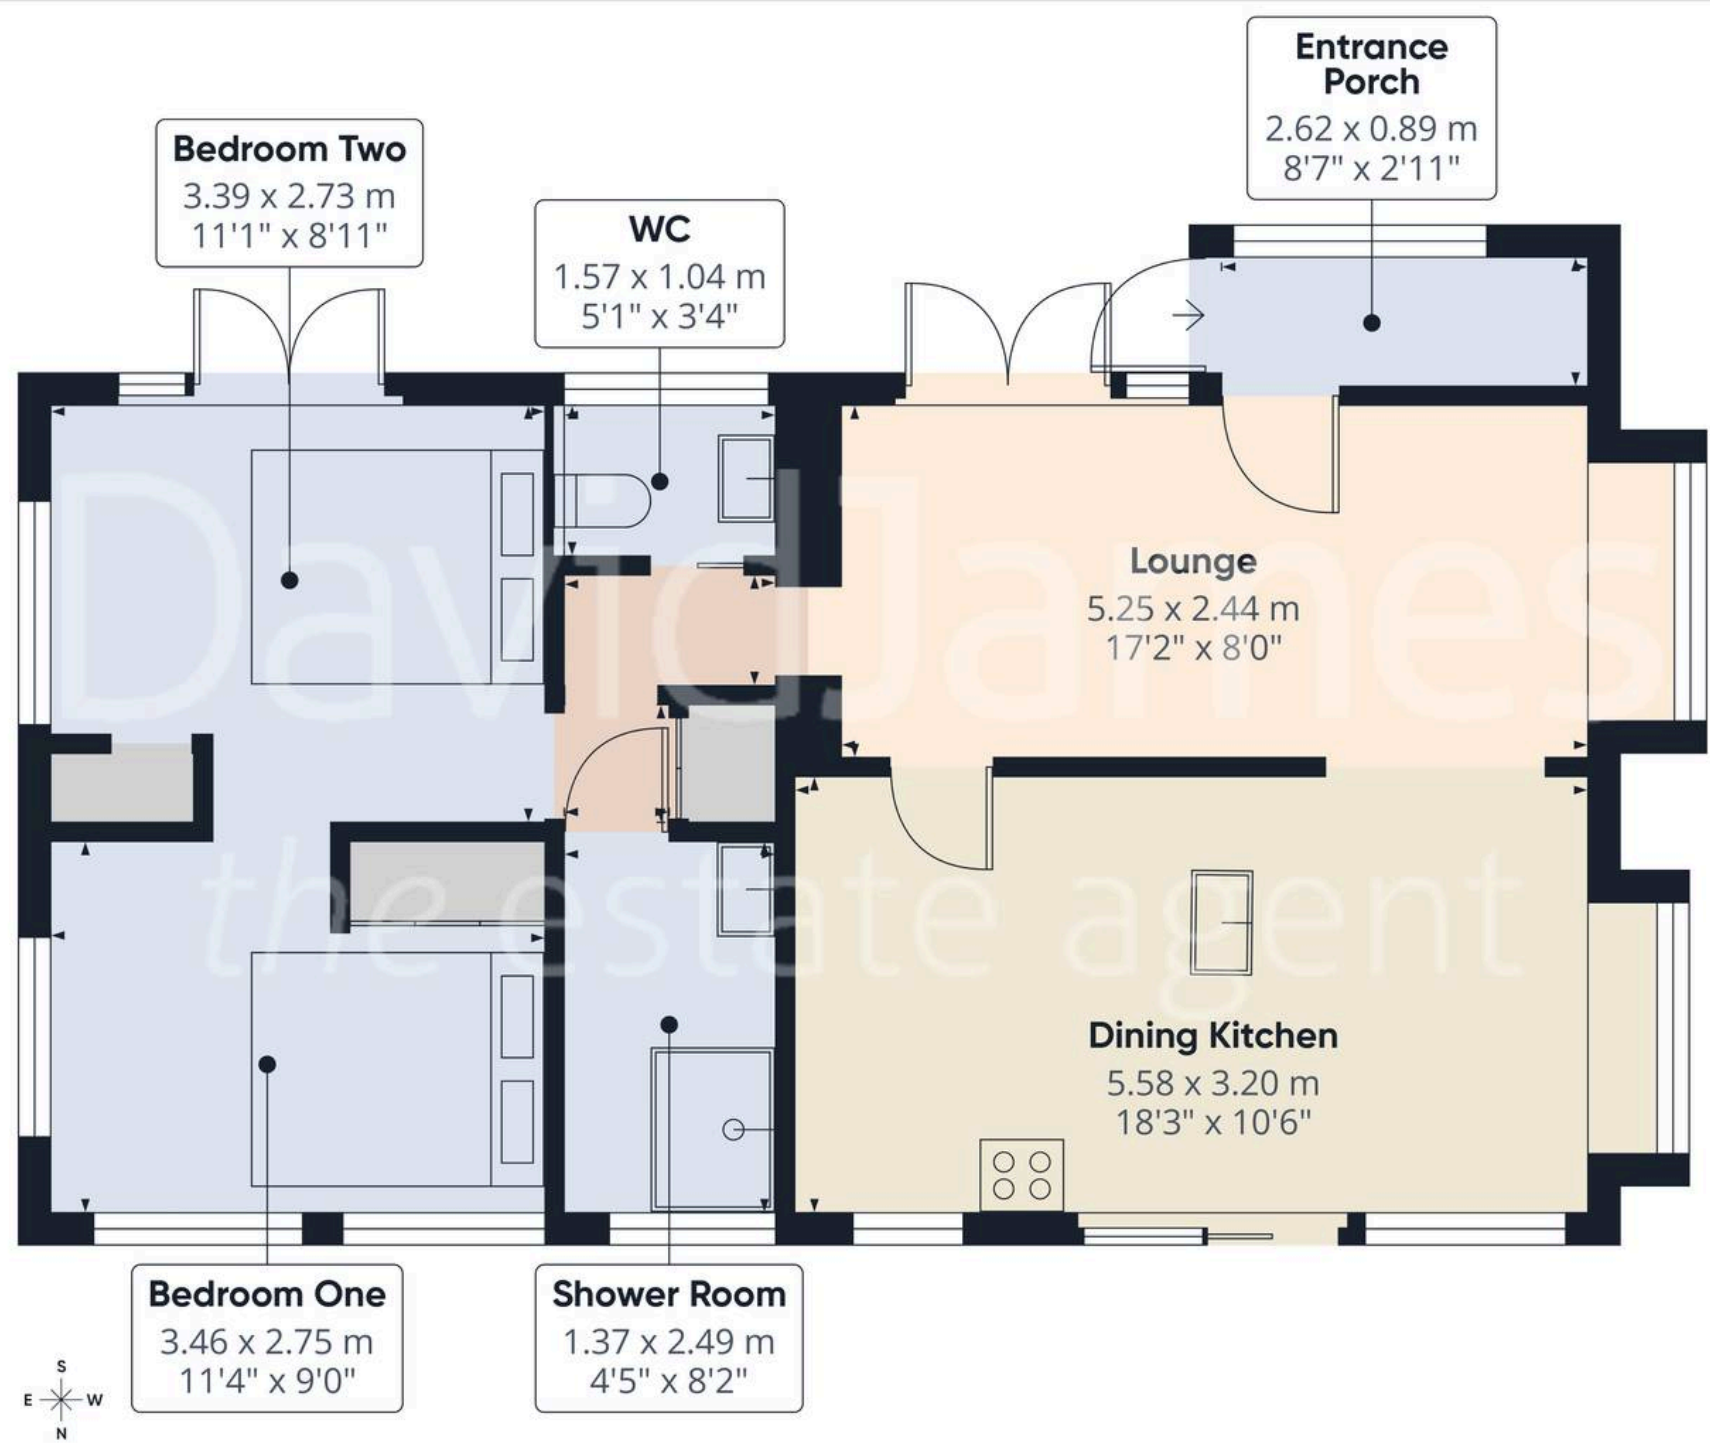 Entrance
Porch
2.62 x 0.89 m
8'7" x 2'11"
Bedroom Two
3.39 x 2.73 m
11'1" x 8'11"
WC
1.57 x 1.04 m
5'1" x 3'4"
DavidJames
Lounge
5.25 x 2.44 m
17'2" x 8'0"
the estate agent
Dining Kitchen
5.58 x 3.20 m
18'3" x 10'6"
Bedroom One
3.46 x 2.75 m
11'4" x 9'0"
Shower Room
1.37 x 2.49 m
4'5" x 8'2"
S
E W
N